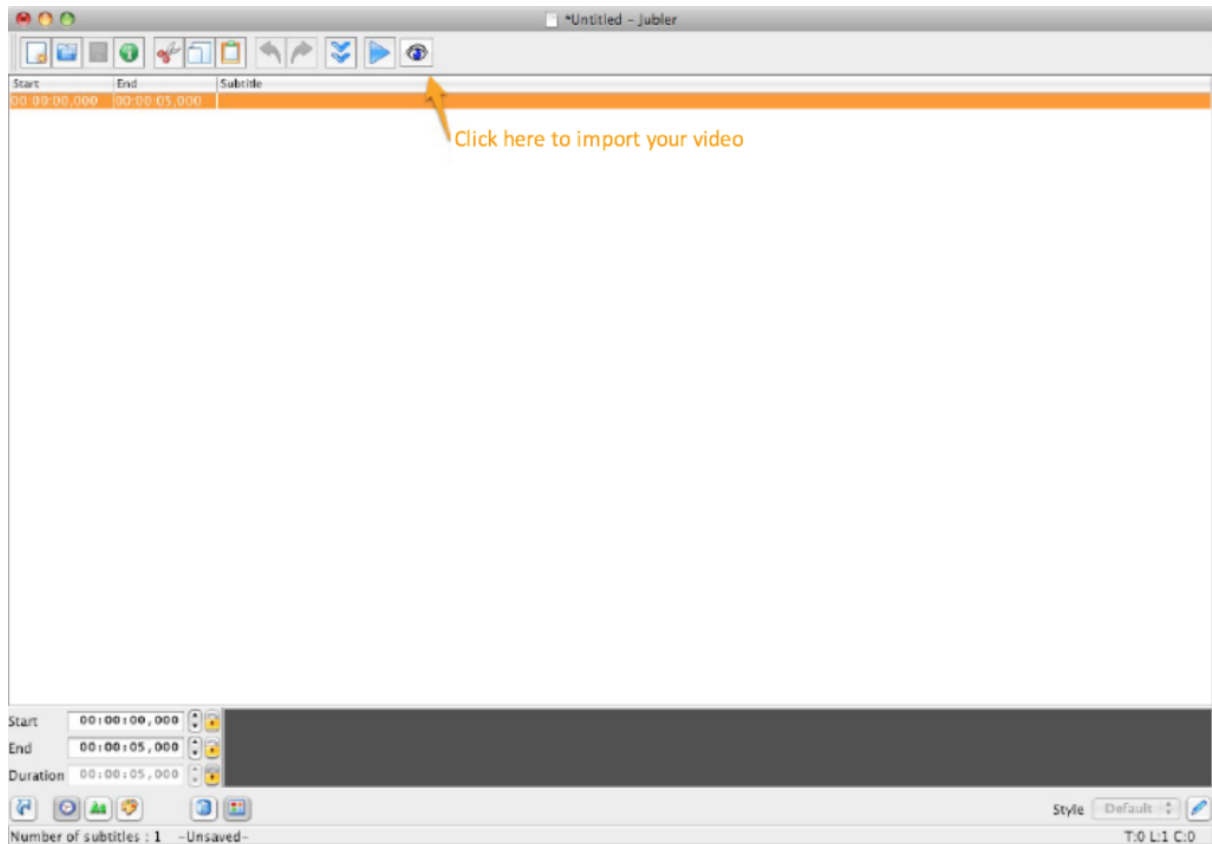 *Untitled – Jubler
Start End Subtitle
00:00:00,000 00:00:05,000
Click here to import your video
Start 00:00:00,000
End 00:00:05,000
Duration 00:00:05,000
Style Default
Number of subtitles : 1 -Unsaved-
T:0 L:1 C:0